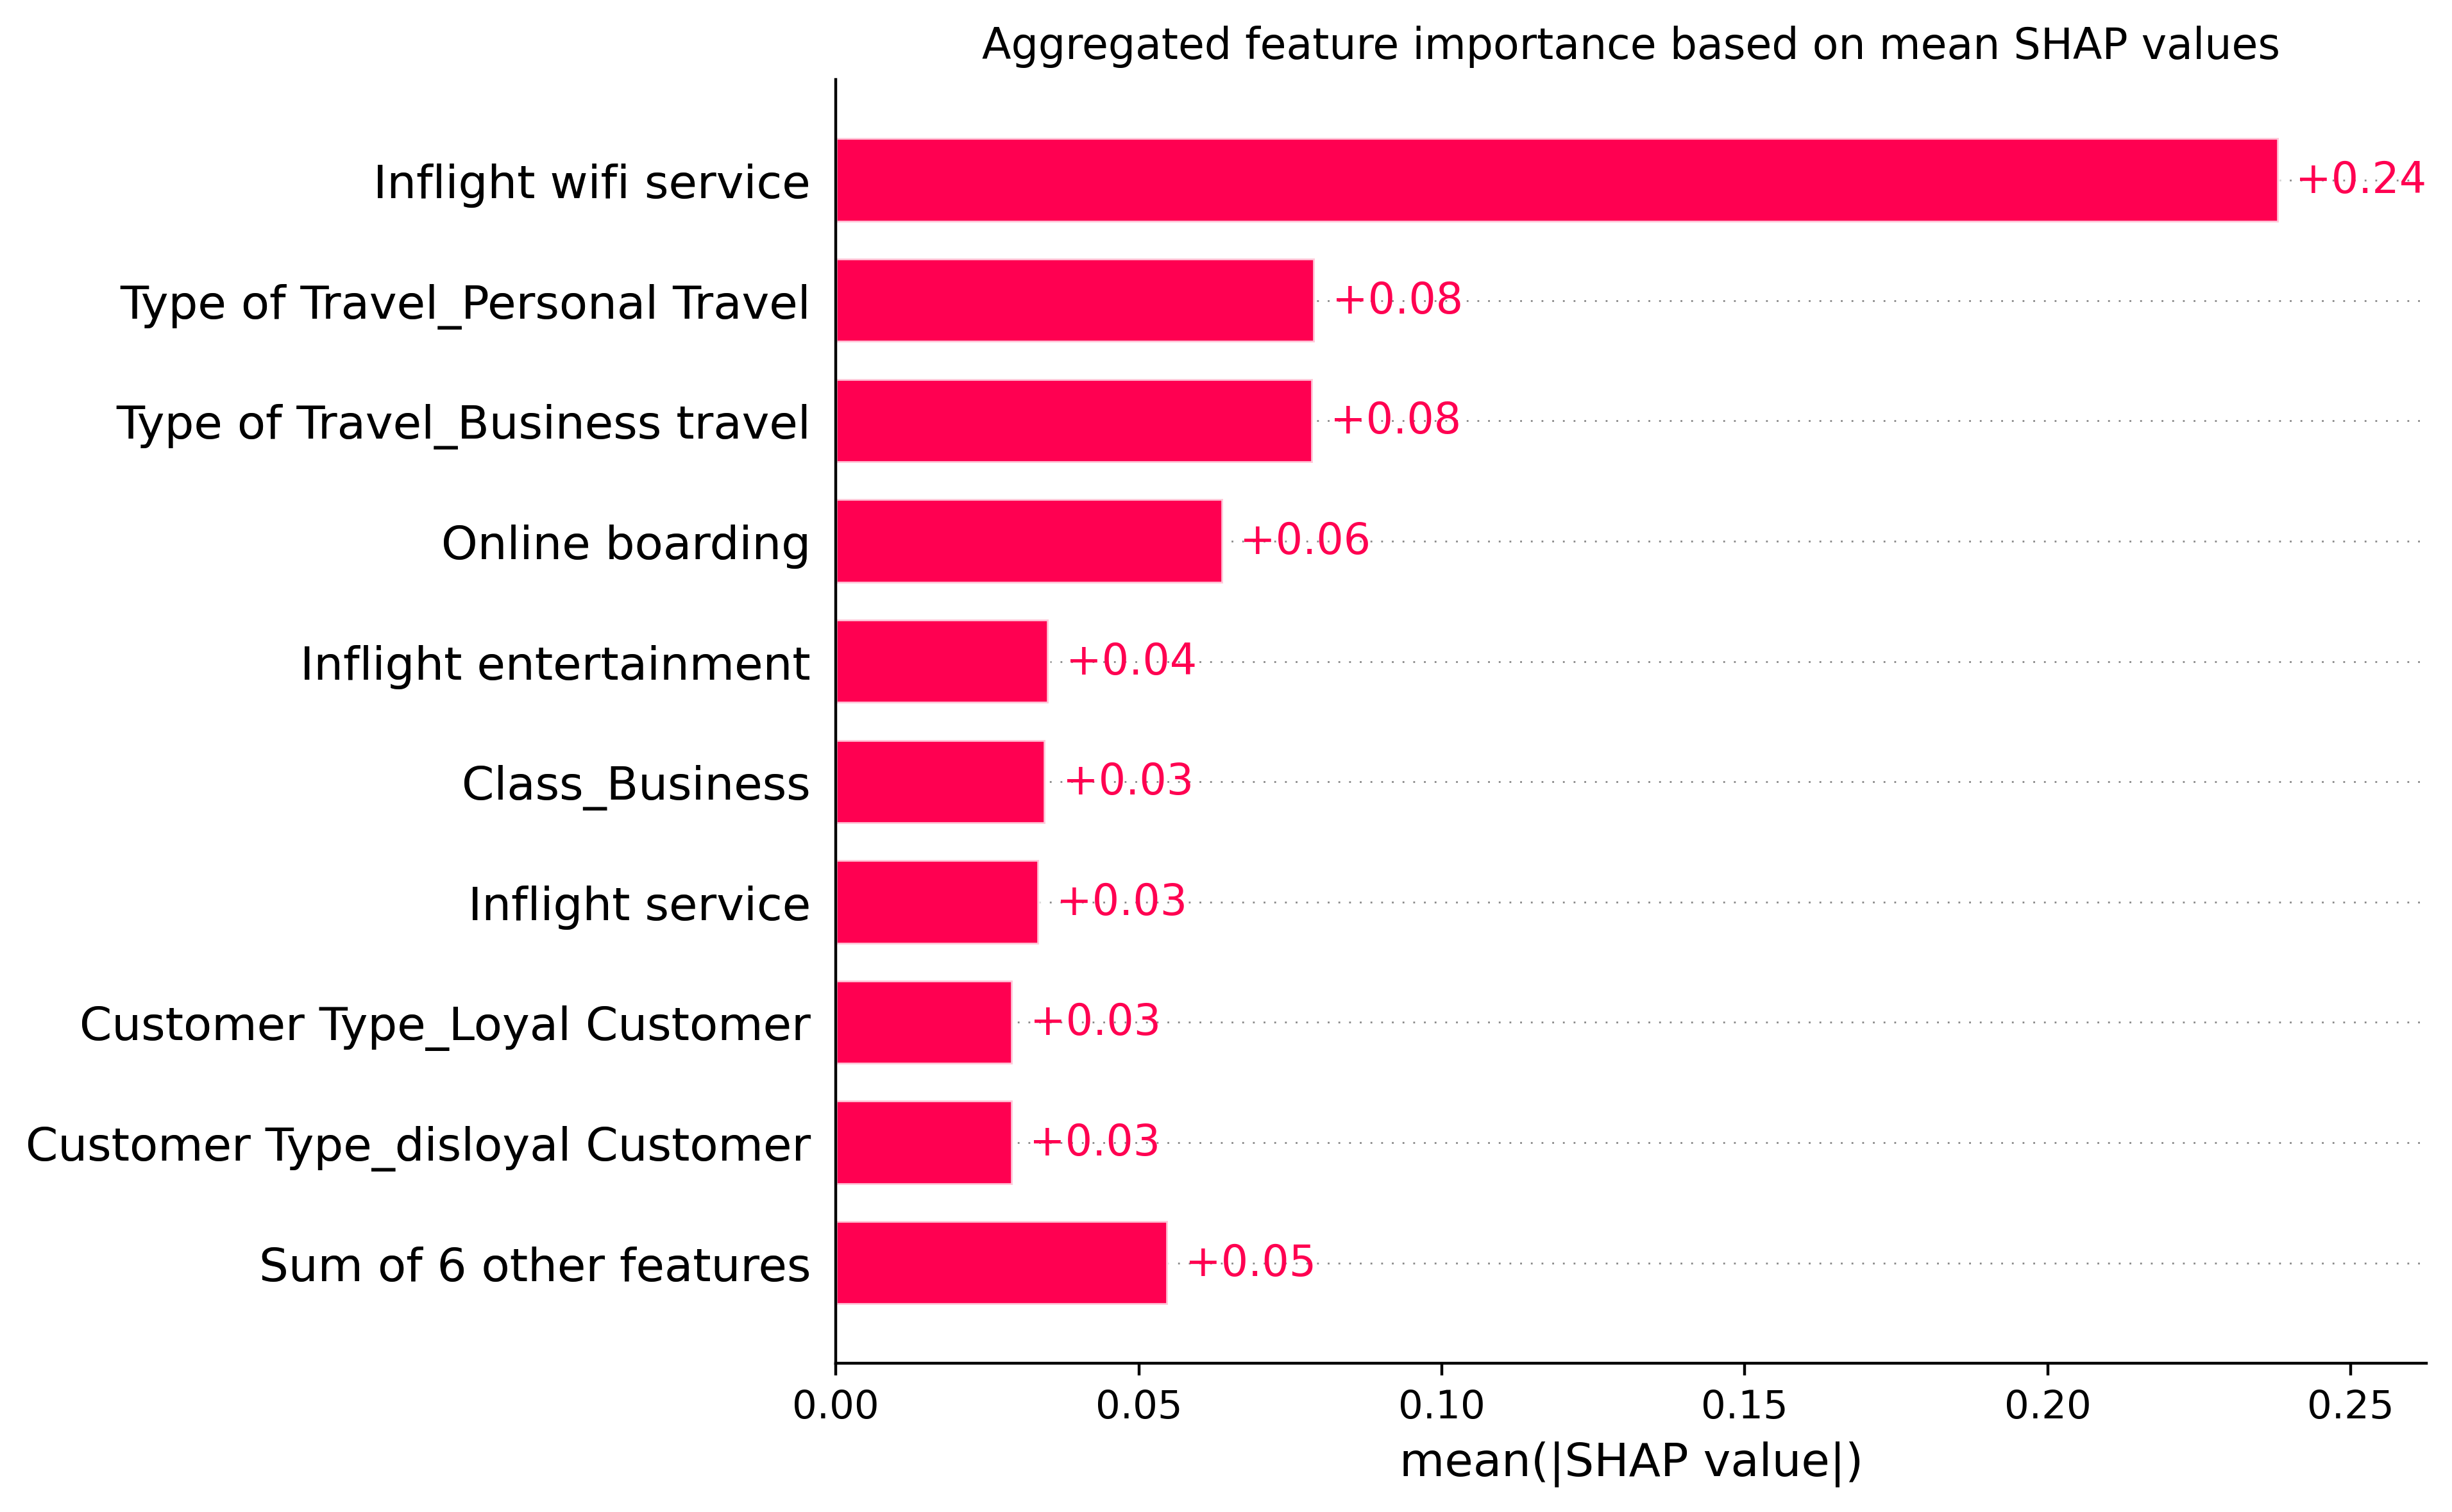 Aggregated feature importance based on mean SHAP values
Inflight wifi service +0.24
Type of Travel_Personal Travel +0.08
Type of Travel_Business travel +0.08
Online boarding +0.06
Inflight entertainment +0.04
Class_Business +0.03
Inflight service +0.03
Customer Type_Loyal Customer +0.03
Customer Type_disloyal Customer +0.03
Sum of 6 other features +0.05
0.00 0.05 0.10 0.15 0.20 0.25
mean(|SHAP value|)